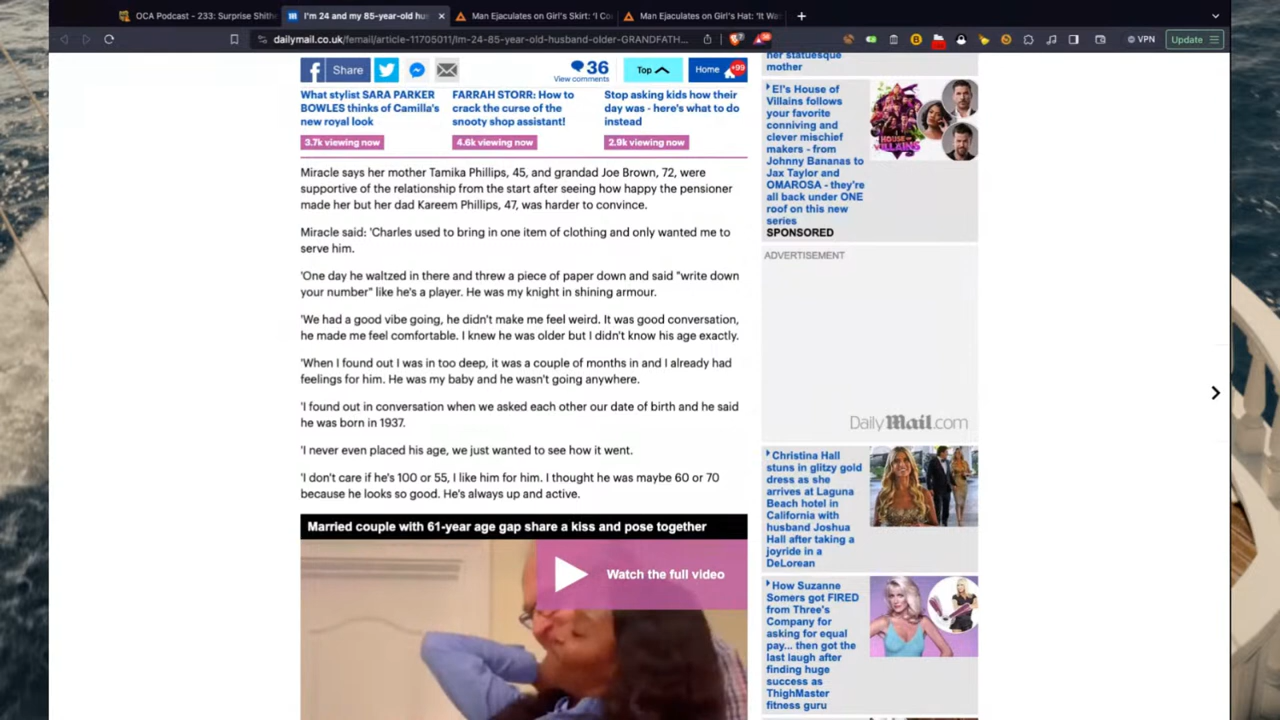 OCA Podcast - 233: Surprise Shith
I'm 24 and my 85-year-old hus
Man Ejaculates on Girl's Skirt: 'I Co
Man Ejaculates on Girl's Hat: 'It Wa
dailymail.co.uk/femail/article-11705011/Im-24-85-year-old-husband-older-GRANDFATH...
VPN
Update
Share
36
View comments
Top
Home
+99
What stylist SARA PARKER
BOWLES thinks of Camilla's
new royal look
3.7k viewing now
FARRAH STORR: How to
crack the curse of the
snooty shop assistant!
4.6k viewing now
Stop asking kids how their
day was - here's what to do
instead
2.9k viewing now
Miracle says her mother Tamika Phillips, 45, and grandad Joe Brown, 72, were
supportive of the relationship from the start after seeing how happy the pensioner
made her but her dad Kareem Phillips, 47, was harder to convince.
Miracle said: 'Charles used to bring in one item of clothing and only wanted me to
serve him.
'One day he waltzed in there and threw a piece of paper down and said "write down
your number" like he's a player. He was my knight in shining armour.
'We had a good vibe going, he didn't make me feel weird. It was good conversation,
he made me feel comfortable. I knew he was older but I didn't know his age exactly.
'When I found out I was in too deep, it was a couple of months in and I already had
feelings for him. He was my baby and he wasn't going anywhere.
'I found out in conversation when we asked each other our date of birth and he said
he was born in 1937.
'I never even placed his age, we just wanted to see how it went.
'I don't care if he's 100 or 55, I like him for him. I thought he was maybe 60 or 70
because he looks so good. He's always up and active.
Married couple with 61-year age gap share a kiss and pose together
Watch the full video
her statuesque
mother
E!'s House of
Villains follows
your favorite
conniving and
clever mischief
makers - from
Johnny Bananas to
Jax Taylor and
OMAROSA - they're
all back under ONE
roof on this new
series
SPONSORED
ADVERTISEMENT
DailyMail.com
Christina Hall
stuns in glitzy gold
dress as she
arrives at Laguna
Beach hotel in
California with
husband Joshua
Hall after taking a
joyride in a
DeLorean
How Suzanne
Somers got FIRED
from Three's
Company for
asking for equal
pay... then got the
last laugh after
finding huge
success as
ThighMaster
fitness guru